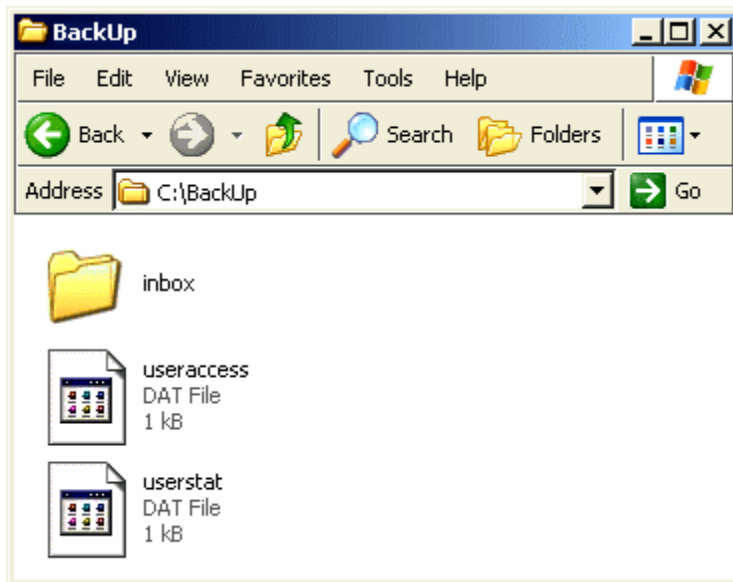 BackUp
File Edit View Favorites Tools Help
Back Search Folders
Address C:\BackUp Go
inbox
useraccess
DAT File
1 kB
userstat
DAT File
1 kB